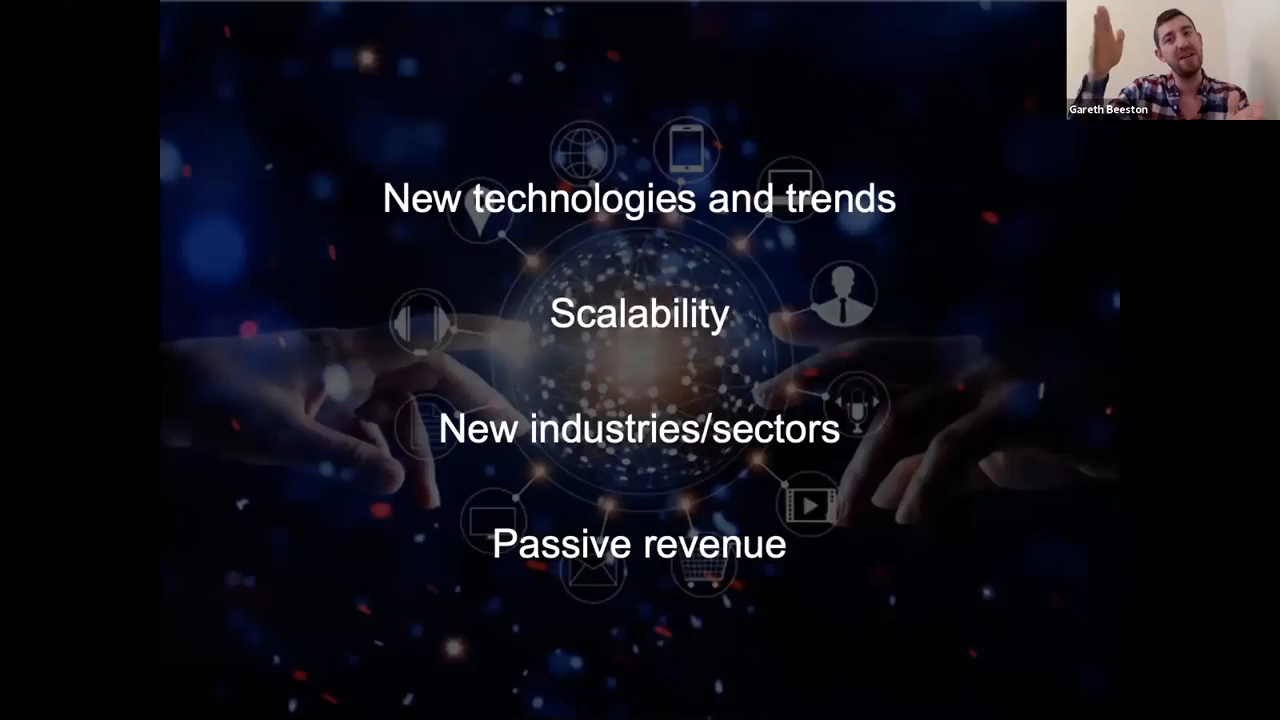 Gareth Beeston
New technologies and trends
Scalability
New industries/sectors
Passive revenue